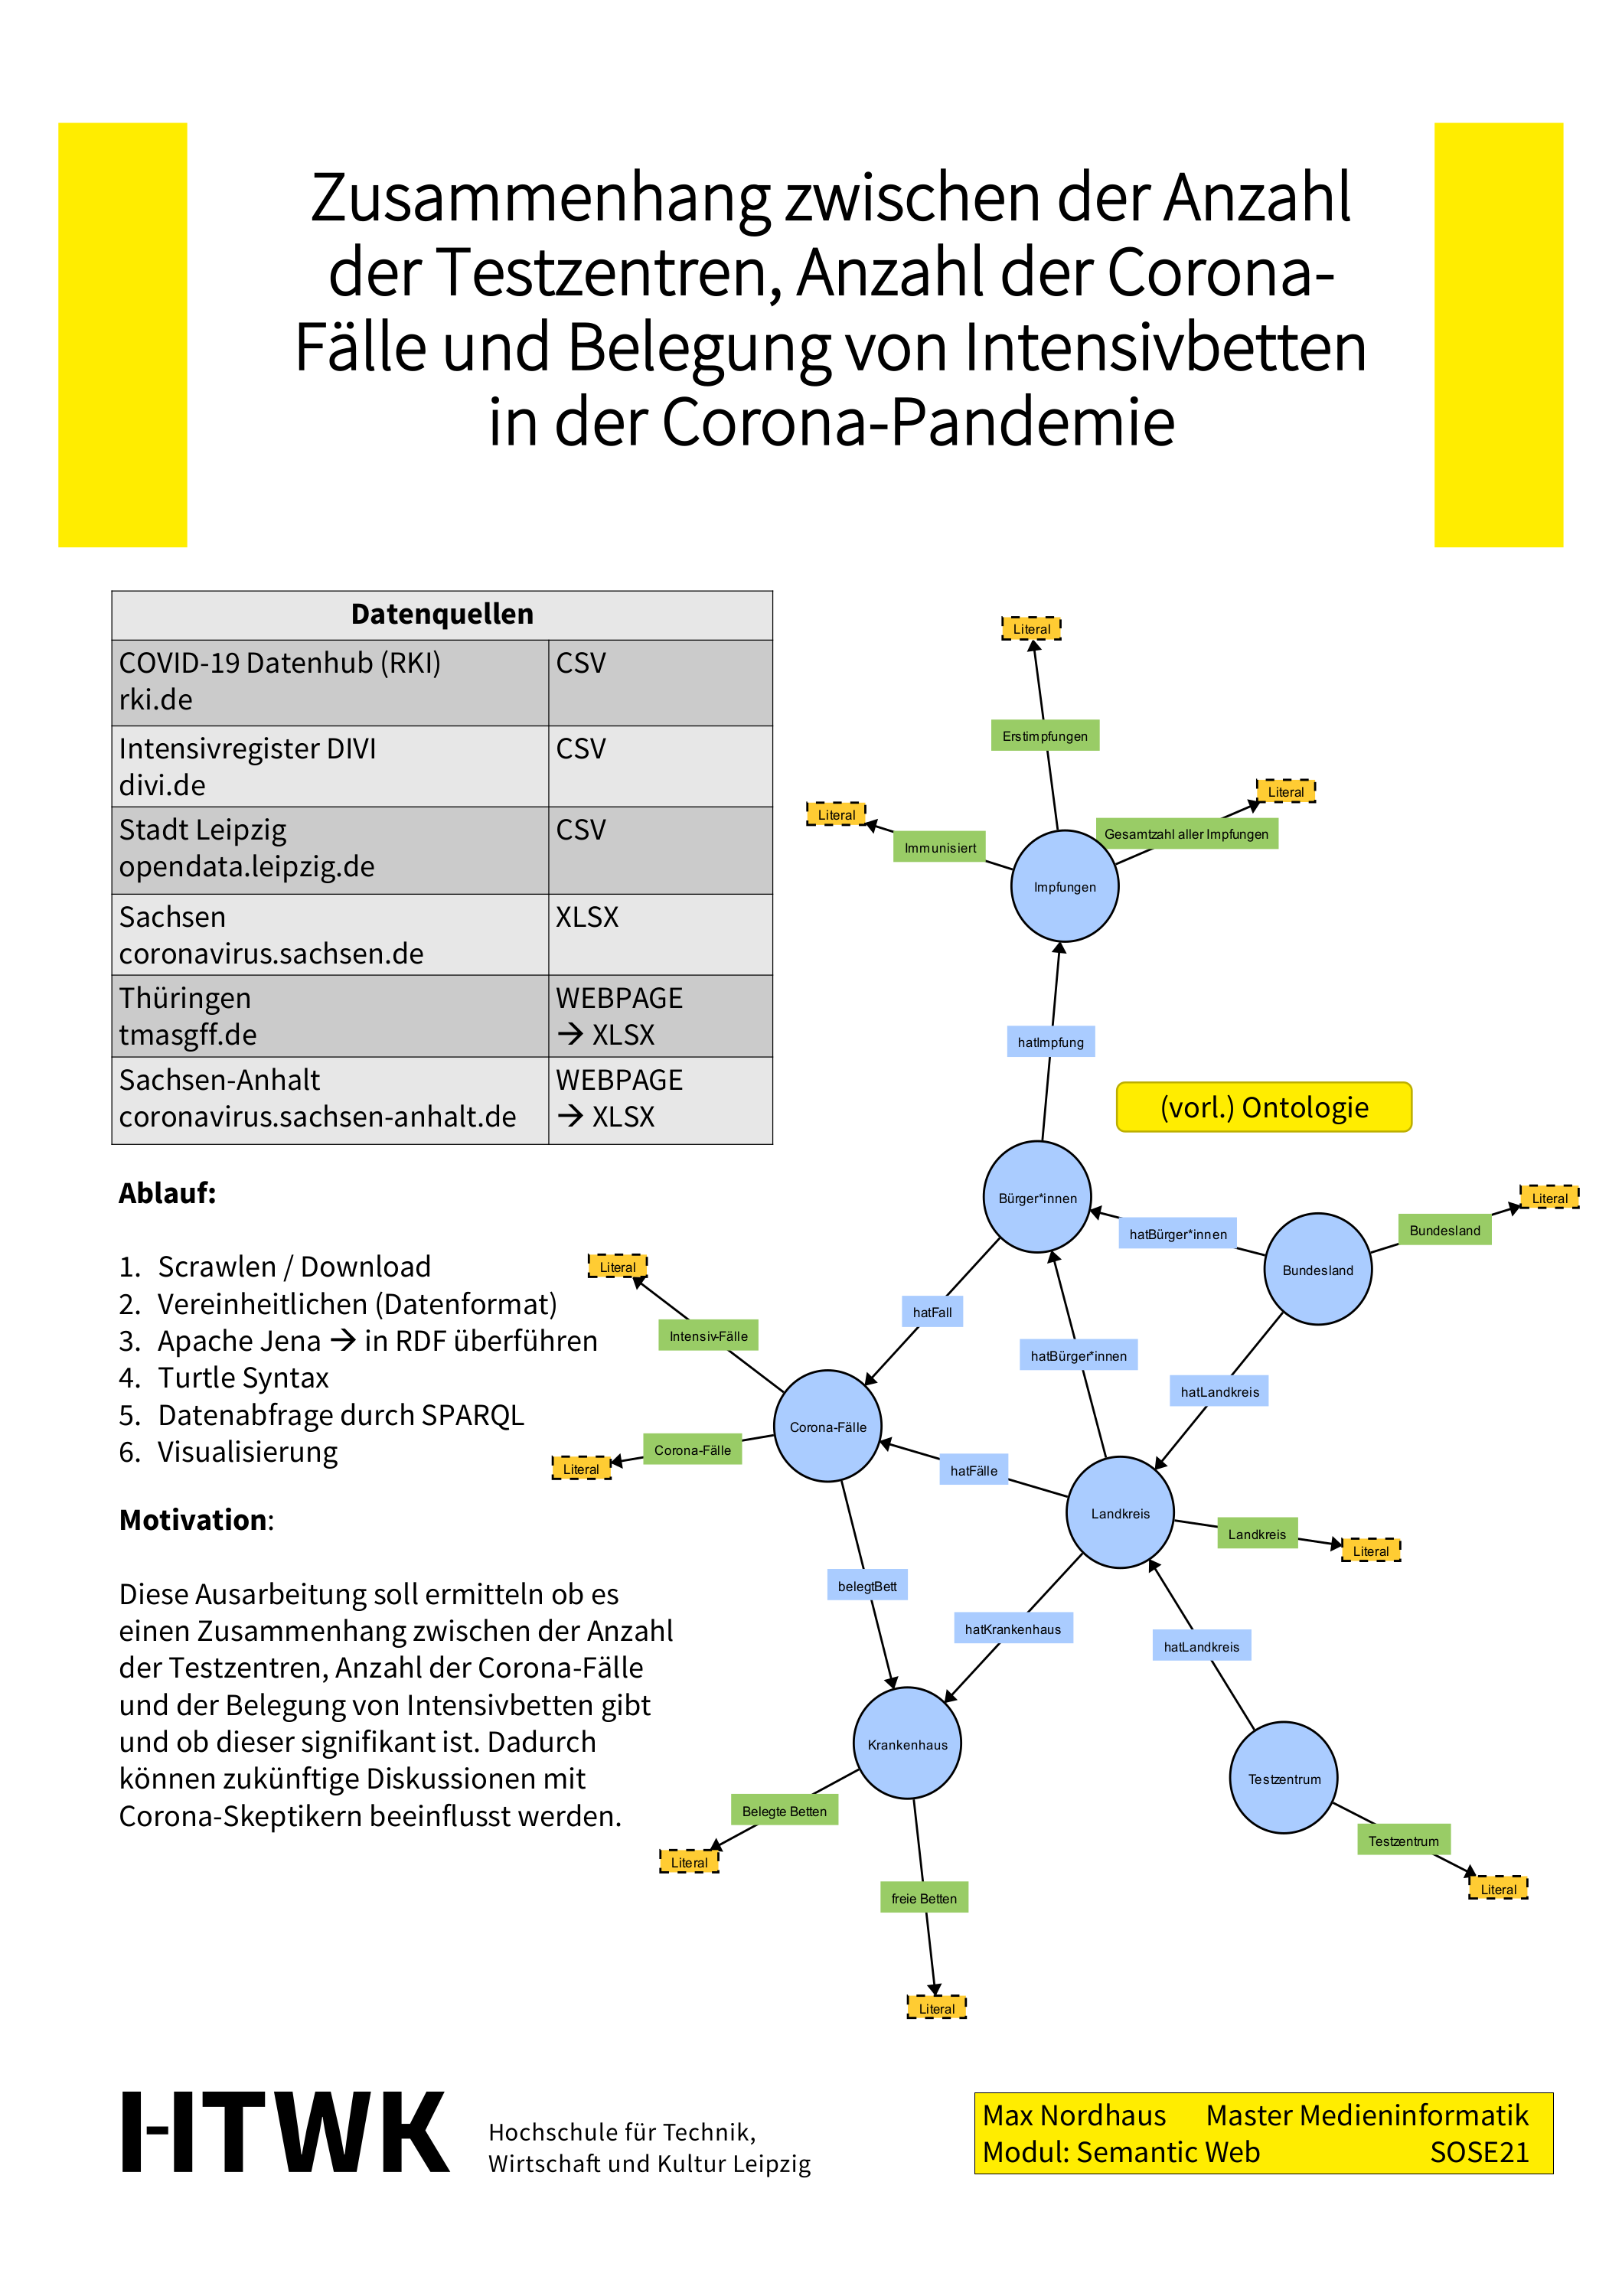 Zusammenhang zwischen der Anzahl
der Testzentren, Anzahl der Corona-
Fälle und Belegung von Intensivbetten
in der Corona-Pandemie
Datenquellen
COVID-19 Datenhub (RKI) CSV
rki.de
Intensivregister DIVI CSV
divi.de
Stadt Leipzig CSV
opendata.leipzig.de
Sachsen XLSX
coronavirus.sachsen.de
Thüringen WEBPAGE
tmasgff.de → XLSX
Sachsen-Anhalt WEBPAGE
coronavirus.sachsen-anhalt.de → XLSX
Ablauf:
1. Scrawlen / Download
2. Vereinheitlichen (Datenformat)
3. Apache Jena → in RDF überführen
4. Turtle Syntax
5. Datenabfrage durch SPARQL
6. Visualisierung
Motivation:
Diese Ausarbeitung soll ermitteln ob es
einen Zusammenhang zwischen der Anzahl
der Testzentren, Anzahl der Corona-Fälle
und der Belegung von Intensivbetten gibt
und ob dieser signifikant ist. Dadurch
können zukünftige Diskussionen mit
Corona-Skeptikern beeinflusst werden.
Literal
Erstimpfungen
Literal
Literal
Gesamtzahl aller Impfungen
Immunisiert
Impfungen
hatImpfung
(vorl.) Ontologie
Bürger*innen
Literal
Bundesland
hatBürger*innen
Bundesland
Literal
hatFall
Intensiv-Fälle
hatBürger*innen
hatLandkreis
Corona-Fälle
Corona-Fälle
Literal
hatFälle
Landkreis
Landkreis
Literal
belegtBett
hatKrankenhaus
hatLandkreis
Krankenhaus
Testzentrum
Belegte Betten
Testzentrum
Literal
Literal
freie Betten
Literal
HTWK
Hochschule für Technik,
Wirtschaft und Kultur Leipzig
Max Nordhaus Master Medieninformatik
Modul: Semantic Web SOSE21